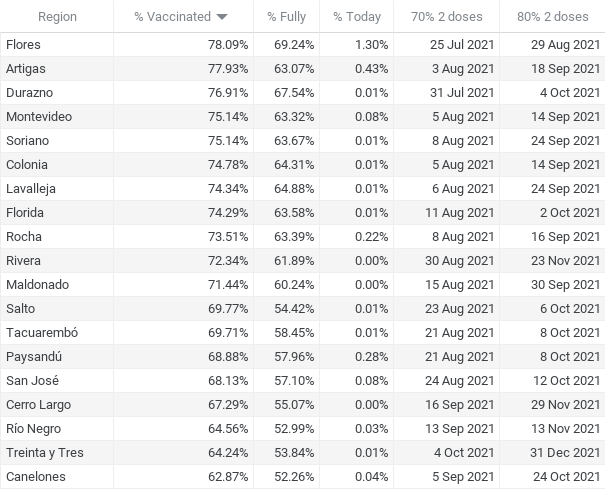 Region % Vaccinated % Fully % Today 70% 2 doses 80% 2 doses
Flores 78.09% 69.24% 1.30% 25 Jul 2021 29 Aug 2021
Artigas 77.93% 63.07% 0.43% 3 Aug 2021 18 Sep 2021
Durazno 76.91% 67.54% 0.01% 31 Jul 2021 4 Oct 2021
Montevideo 75.14% 63.32% 0.08% 5 Aug 2021 14 Sep 2021
Soriano 75.14% 63.67% 0.01% 8 Aug 2021 24 Sep 2021
Colonia 74.78% 64.31% 0.01% 5 Aug 2021 14 Sep 2021
Lavalleja 74.34% 64.88% 0.01% 6 Aug 2021 24 Sep 2021
Florida 74.29% 63.58% 0.01% 11 Aug 2021 2 Oct 2021
Rocha 73.51% 63.39% 0.22% 8 Aug 2021 16 Sep 2021
Rivera 72.34% 61.89% 0.00% 30 Aug 2021 23 Nov 2021
Maldonado 71.44% 60.24% 0.00% 15 Aug 2021 30 Sep 2021
Salto 69.77% 54.42% 0.01% 23 Aug 2021 6 Oct 2021
Tacuarembó 69.71% 58.45% 0.01% 21 Aug 2021 8 Oct 2021
Paysandú 68.88% 57.96% 0.28% 21 Aug 2021 8 Oct 2021
San José 68.13% 57.10% 0.08% 24 Aug 2021 12 Oct 2021
Cerro Largo 67.29% 55.07% 0.00% 16 Sep 2021 29 Nov 2021
Río Negro 64.56% 52.99% 0.03% 13 Sep 2021 13 Nov 2021
Treinta y Tres 64.24% 53.84% 0.01% 4 Oct 2021 31 Dec 2021
Canelones 62.87% 52.26% 0.04% 5 Sep 2021 24 Oct 2021